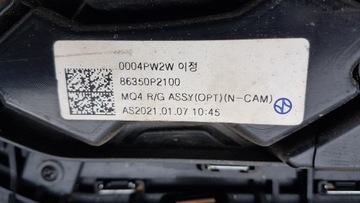 0004PW2W 이정
86350P2100
MQ4 R/G ASSY(OPT)(N-CAM)
AS2021.01.07 10:45